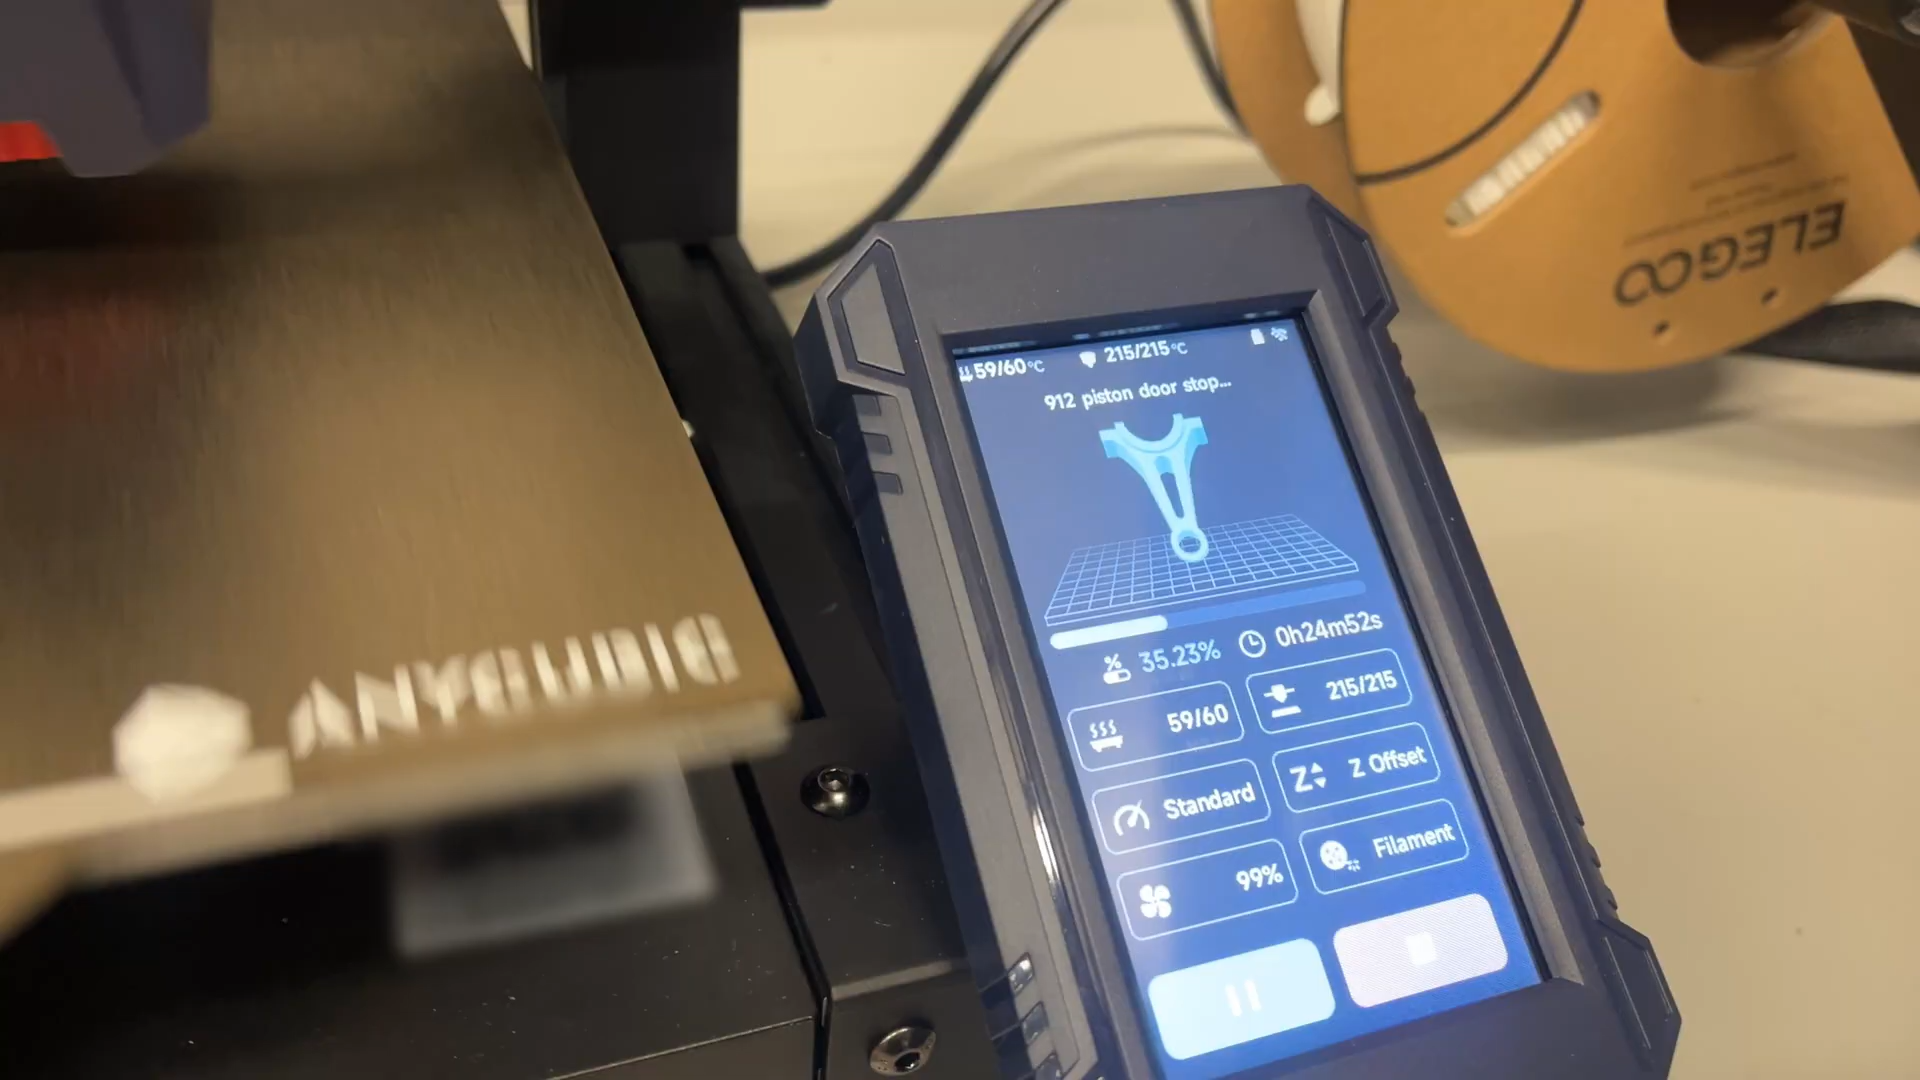 ELEGOO
59/60°C 215/215°C
912 piston door stop...
35.23% 0h24m52s
59/60 215/215
Standard Z Offset
99% Filament
ANYCUBIC